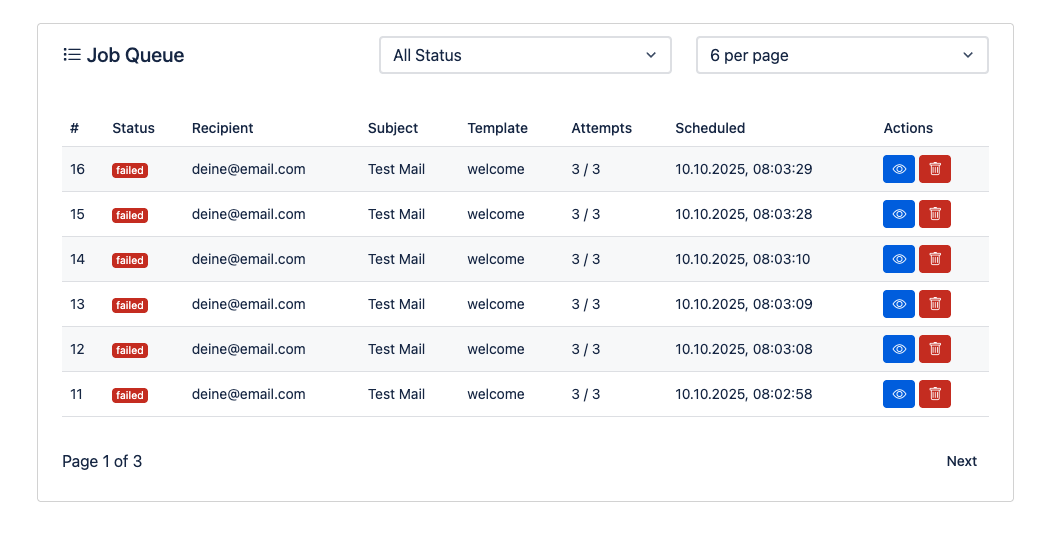 Job Queue All Status 6 per page
# Status Recipient Subject Template Attempts Scheduled Actions
16 failed deine@email.com Test Mail welcome 3 / 3 10.10.2025, 08:03:29
15 failed deine@email.com Test Mail welcome 3 / 3 10.10.2025, 08:03:28
14 failed deine@email.com Test Mail welcome 3 / 3 10.10.2025, 08:03:10
13 failed deine@email.com Test Mail welcome 3 / 3 10.10.2025, 08:03:09
12 failed deine@email.com Test Mail welcome 3 / 3 10.10.2025, 08:03:08
11 failed deine@email.com Test Mail welcome 3 / 3 10.10.2025, 08:02:58
Page 1 of 3 Next